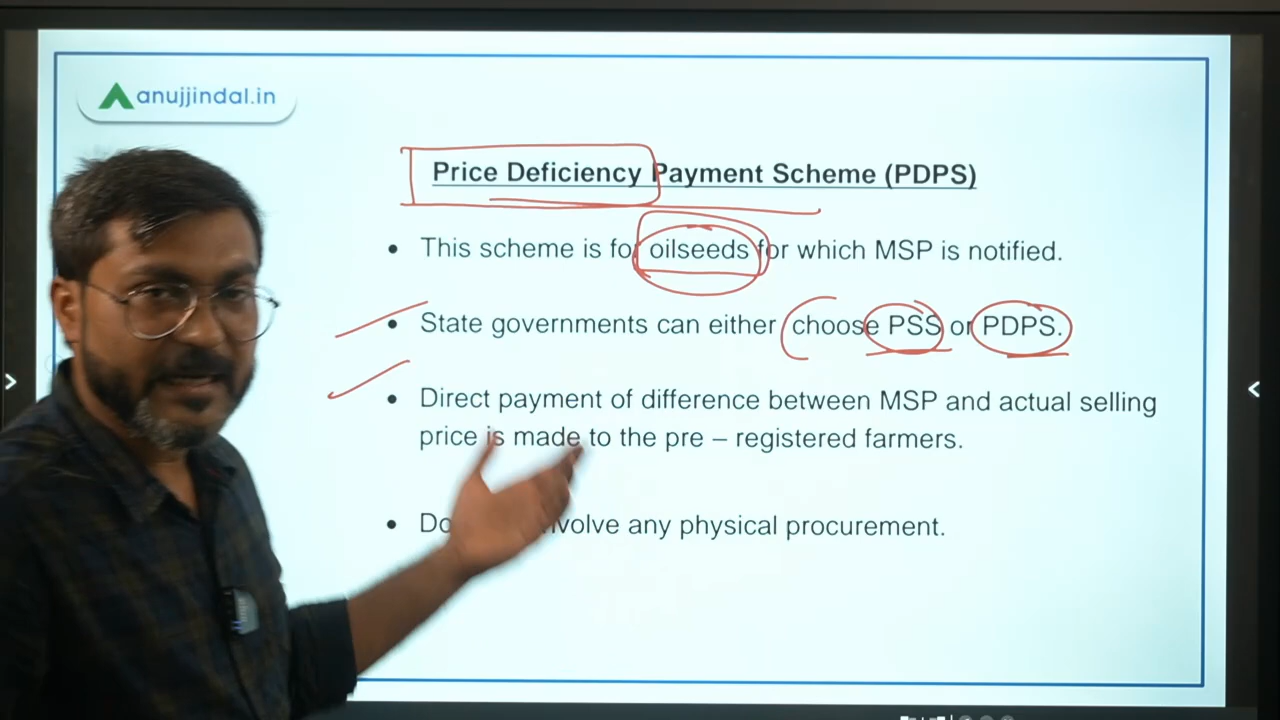 anujjindal.in
Price Deficiency Payment Scheme (PDPS)
• This scheme is for oilseeds for which MSP is notified.
• State governments can either choose PSS or PDPS.
• Direct payment of difference between MSP and actual selling
price is made to the pre – registered farmers.
• any physical procurement.